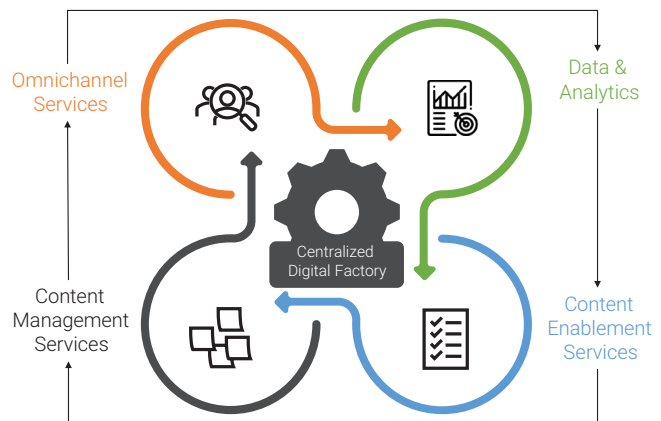 Omnichannel
Services
Data &
Analytics
Centralized
Digital Factory
Content
Management
Services
Content
Enablement
Services